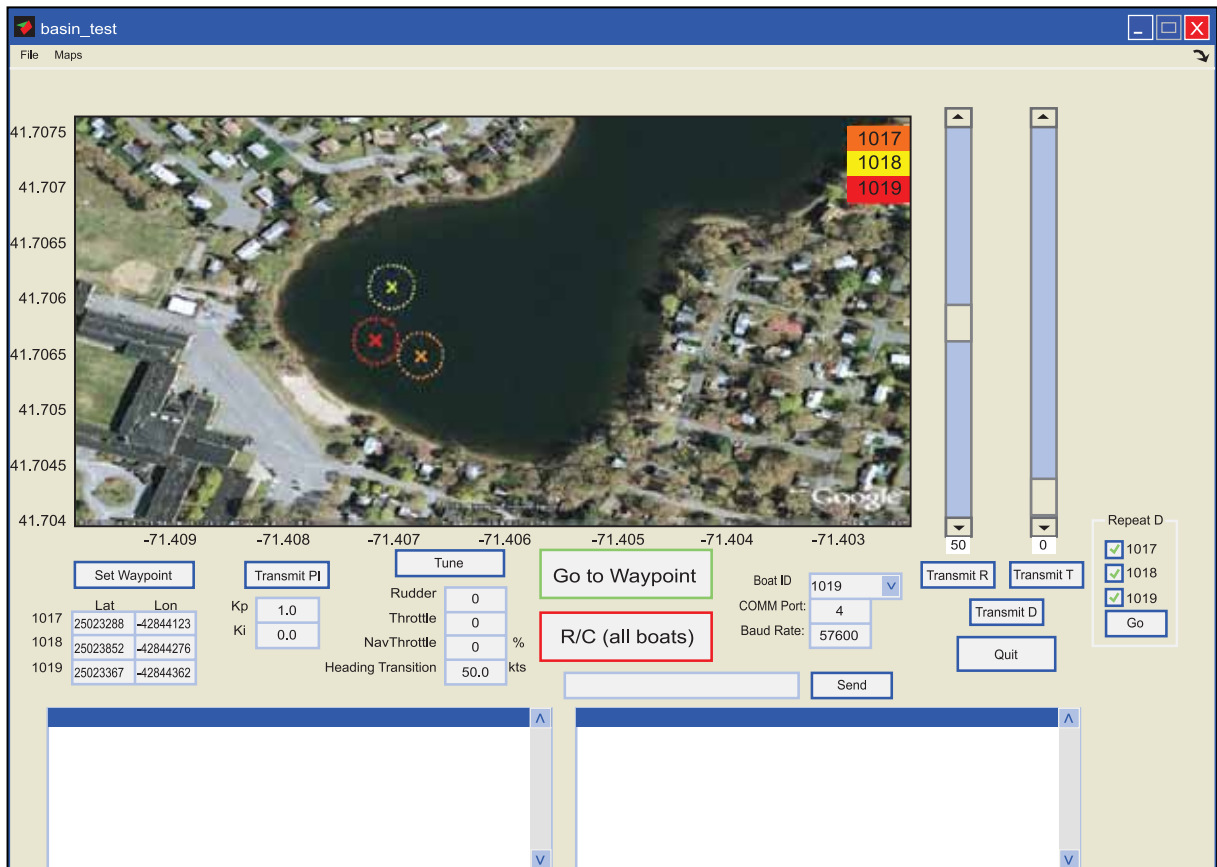 basin_test
File Maps
41.7075
41.707
41.7065
41.706
41.7065
41.705
41.7045
41.704
1017
1018
1019
Google
-71.409 -71.408 -71.407 -71.406 -71.405 -71.404 -71.403
50 0
Set Waypoint
Lat Lon
1017 25023288 -42844123
1018 25023852 -42844276
1019 25023367 -42844362
Transmit PI
Kp 1.0
Ki 0.0
Tune
Rudder 0
Throttle 0
NavThrottle 0 %
Heading Transition 50.0 kts
Go to Waypoint
R/C (all boats)
Boat ID 1019
COMM Port: 4
Baud Rate: 57600
Send
Transmit R Transmit T
Transmit D
Quit
Repeat D
1017
1018
1019
Go